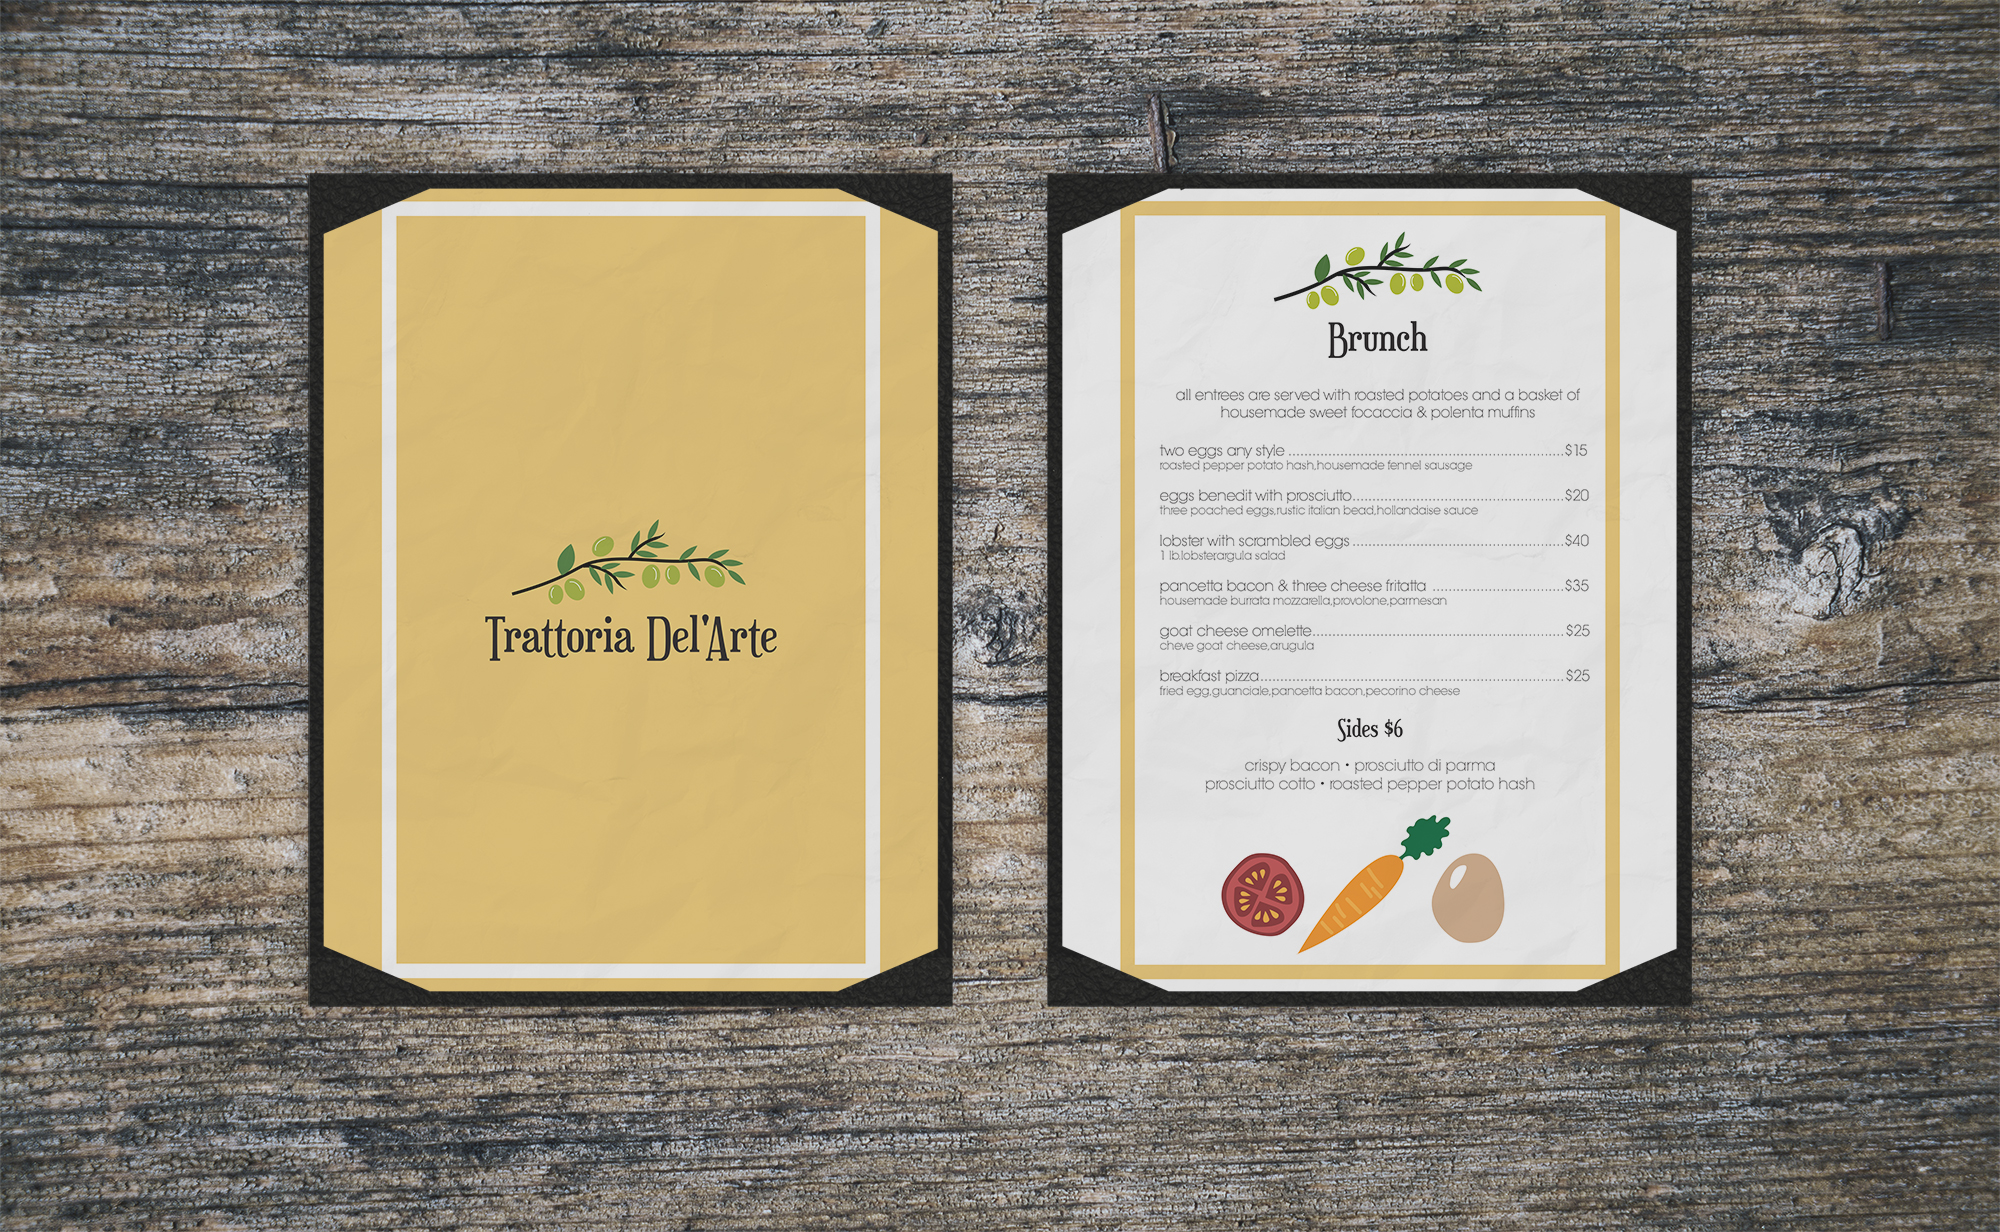 Trattoria Del'Arte
Brunch
all entrees are served with roasted potatoes and a basket of
housemade sweet focaccia & polenta muffins
two eggs any style ............................................................$15
roasted pepper potato hash,housemade fennel sausage
eggs benedit with prosciutto..............................................$20
three poached eggs,rustic italian bead,hollandaise sauce
lobster with scrambled eggs ..............................................$40
1 lb.lobsterargula salad
pancetta bacon & three cheese fritatta .............................$35
housemade burrata mozzarella,provolone,parmesan
goat cheese omelette.......................................................$25
cheve goat cheese,arugula
breakfast pizza..................................................................$25
fried egg,guanciale,pancetta bacon,pecorino cheese
Sides $6
crispy bacon • prosciutto di parma
prosciutto cotto • roasted pepper potato hash